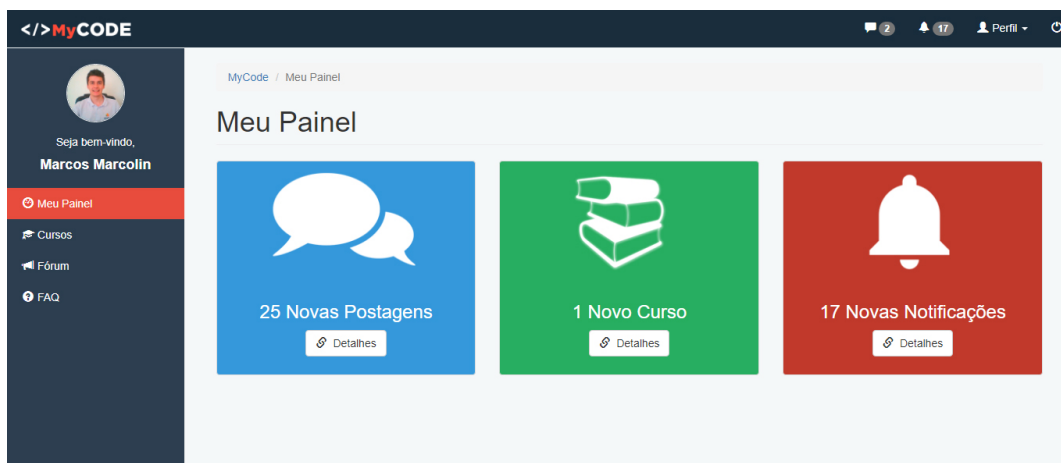 </>MyCODE
2
17
Perfil
Seja bem-vindo,
Marcos Marcolin
Meu Painel
Cursos
Fórum
FAQ
MyCode / Meu Painel
Meu Painel
25 Novas Postagens
Detalhes
1 Novo Curso
Detalhes
17 Novas Notificações
Detalhes